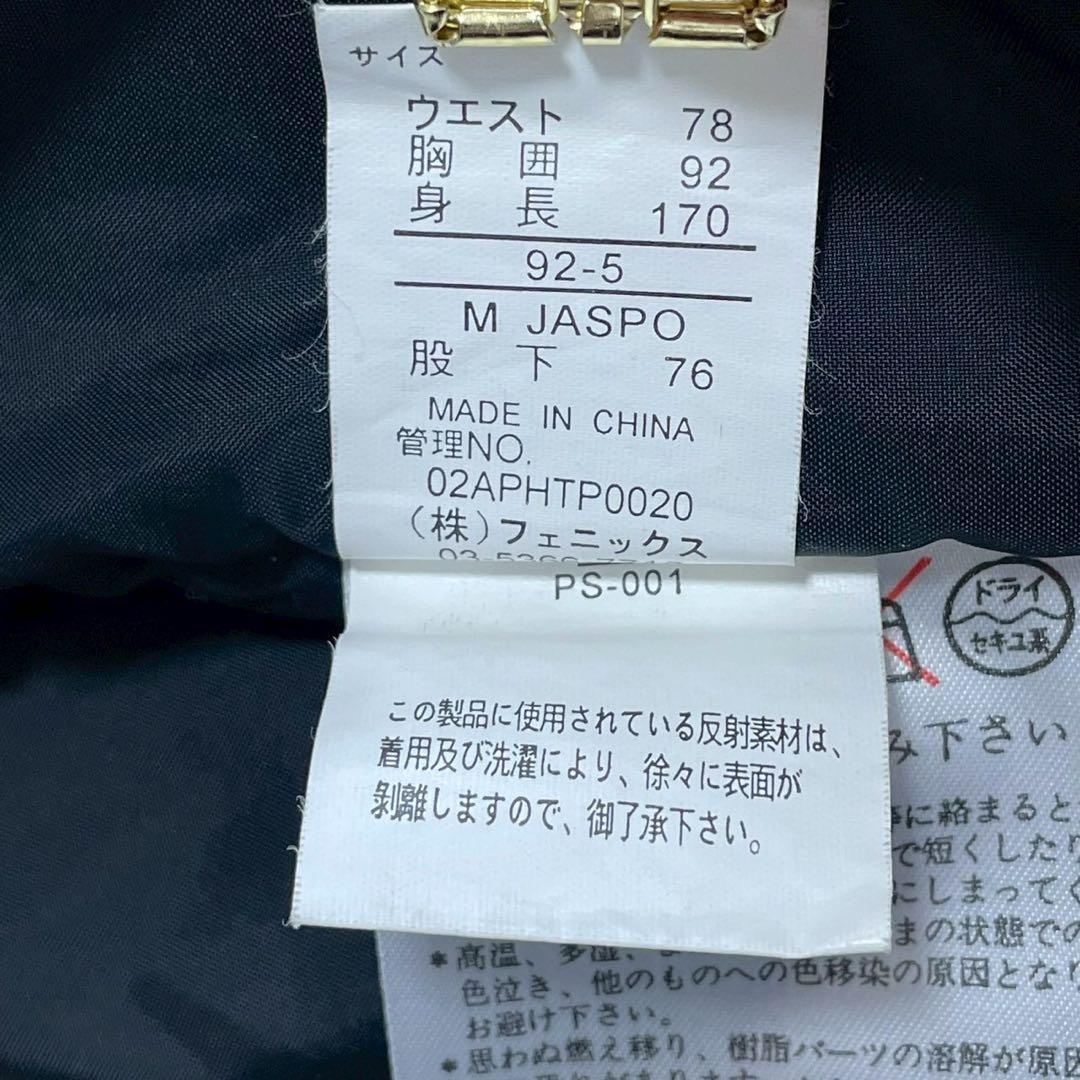 サイズ
ウエスト 78
胸囲 92
身長 170
92-5
M JASPO
股下 76
MADE IN CHINA
管理NO.
02APHTP0020
(株)フェニックス
PS-001
この製品に使用されている反射素材は、
着用及び洗濯により、徐々に表面が
剥離しますので、御了承下さい。
ドライ
セキユ系
み下さい
に絡まると
で短くした
にしまってく
まの状態での
*高温、多湿、
色泣き、他のものへの色移染の原因となり
お避け下さい。
*思わぬ燃え移り、樹脂パーツの溶解が原因